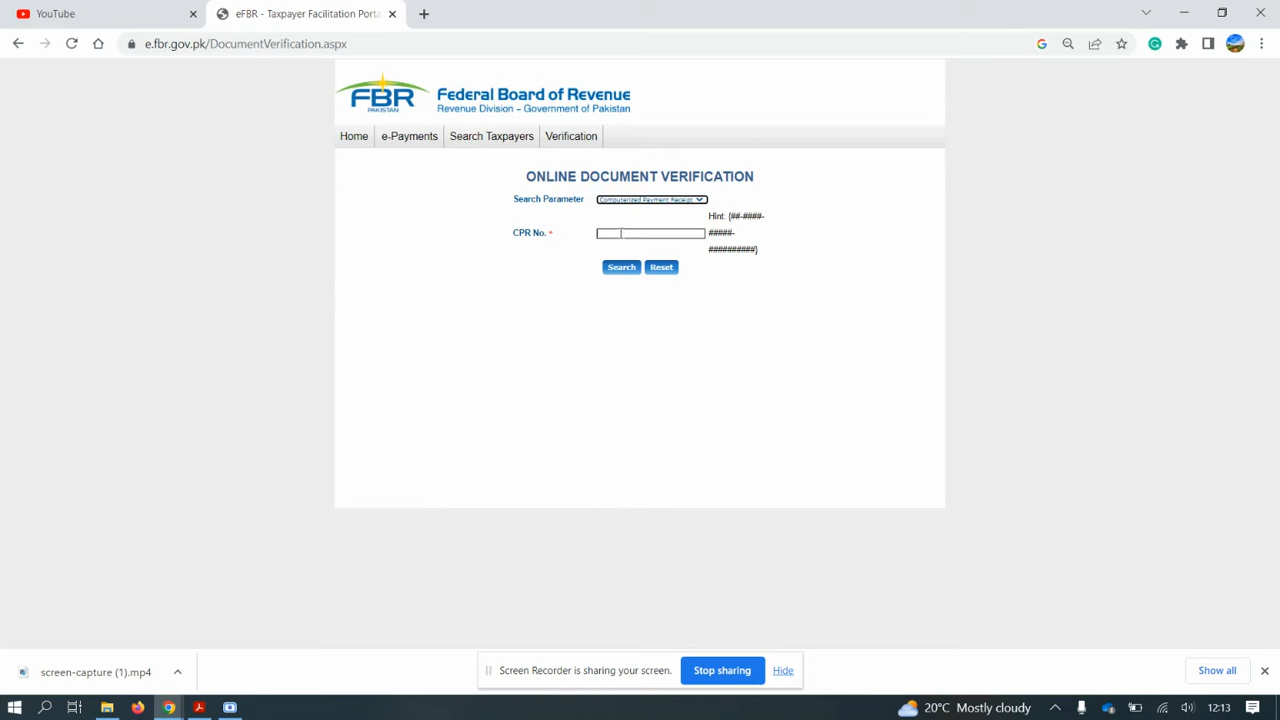 YouTube
eFBR - Taxpayer Facilitation Porta
e.fbr.gov.pk/DocumentVerification.aspx
FBR
PAKISTAN
Federal Board of Revenue
Revenue Division – Government of Pakistan
Home e-Payments Search Taxpayers Verification
ONLINE DOCUMENT VERIFICATION
Search Parameter Computerized Payment Receipt
Hint: {##-####-
CPR No. * #####-
##########}
Search Reset
screen-capture (1).mp4
Screen Recorder is sharing your screen. Stop sharing Hide
Show all
20°C Mostly cloudy 12:13